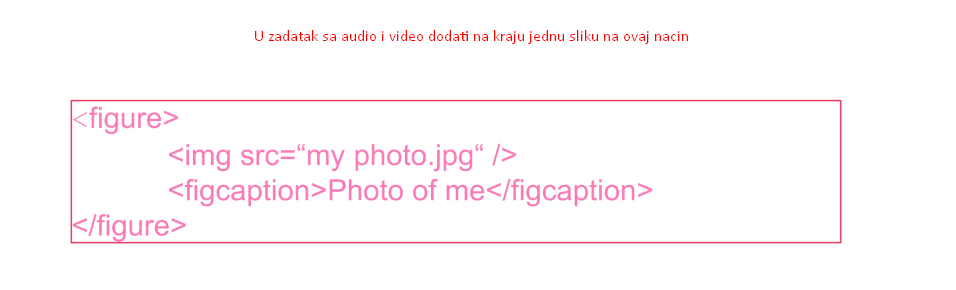 U zadatak sa audio i video dodati na kraju jednu sliku na ovaj nacin
<figure>
<img src=“my photo.jpg“ />
<figcaption>Photo of me</figcaption>
</figure>